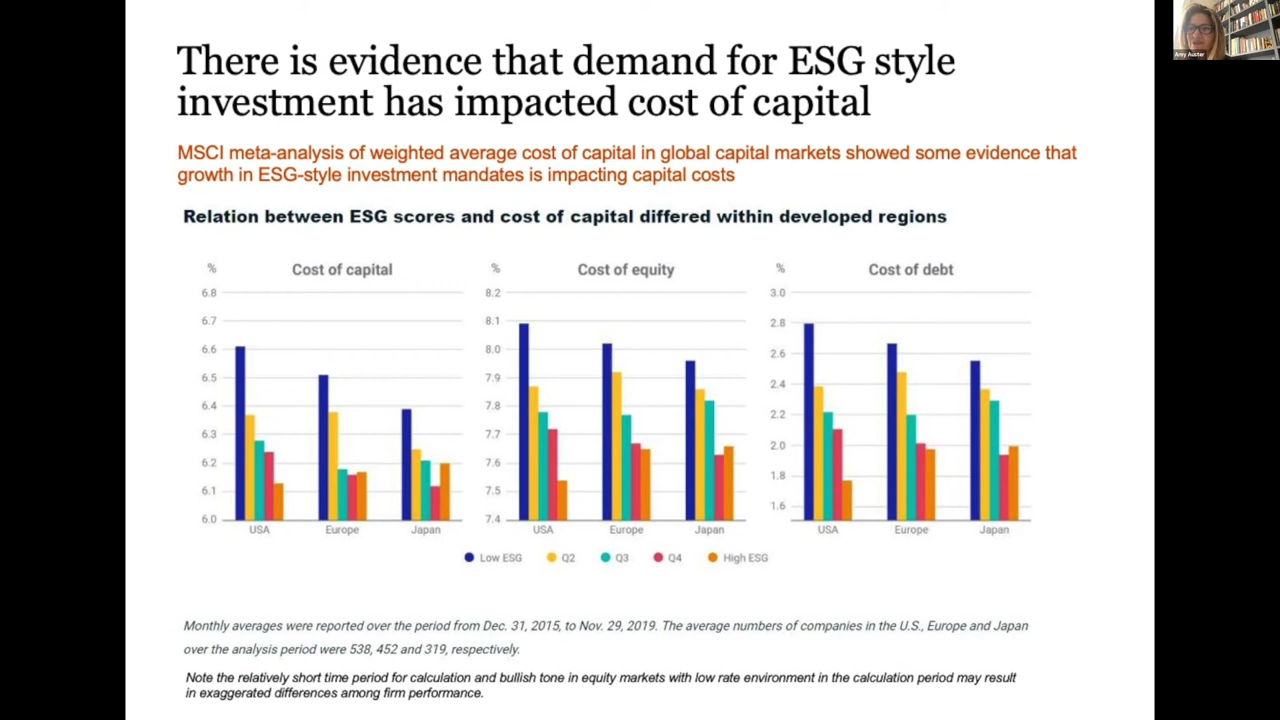 There is evidence that demand for ESG style
investment has impacted cost of capital
Amy Auster
MSCI meta-analysis of weighted average cost of capital in global capital markets showed some evidence that
growth in ESG-style investment mandates is impacting capital costs
Relation between ESG scores and cost of capital differed within developed regions
% Cost of capital
6.8
6.7
6.6
6.5
6.4
6.3
6.2
6.1
6.0
USA Europe Japan
% Cost of equity
8.2
8.1
8.0
7.9
7.8
7.7
7.6
7.5
7.4
USA Europe Japan
% Cost of debt
3.0
2.8
2.6
2.4
2.2
2.0
1.8
1.6
USA Europe Japan
Low ESG Q2 Q3 Q4 High ESG
Monthly averages were reported over the period from Dec. 31, 2015, to Nov. 29, 2019. The average numbers of companies in the U.S., Europe and Japan
over the analysis period were 538, 452 and 319, respectively.
Note the relatively short time period for calculation and bullish tone in equity markets with low rate environment in the calculation period may result
in exaggerated differences among firm performance.